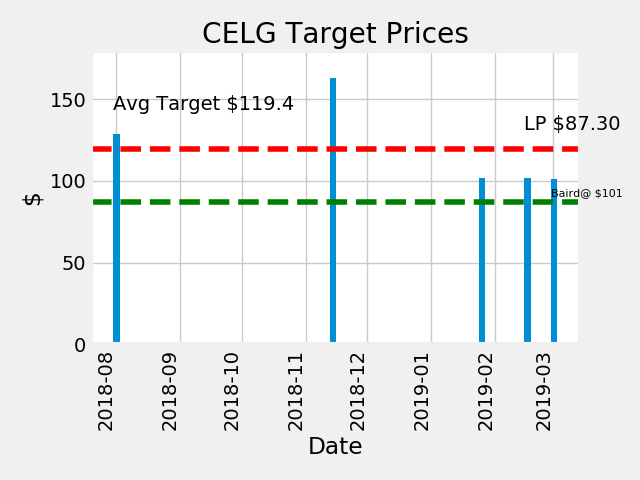 CELG Target Prices
150
100
50
0
$
Avg Target $119.4
LP $87.30
Baird@ $101
2018-08
2018-09
2018-10
2018-11
2018-12
2019-01
2019-02
2019-03
Date